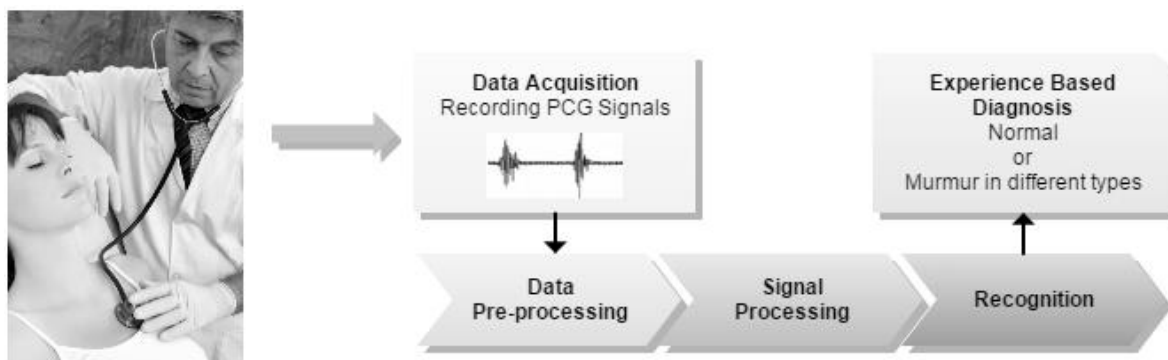 Data Acquisition
Recording PCG Signals
Data
Pre-processing
Signal
Processing
Recognition
Experience Based
Diagnosis
Normal
or
Murmur in different types